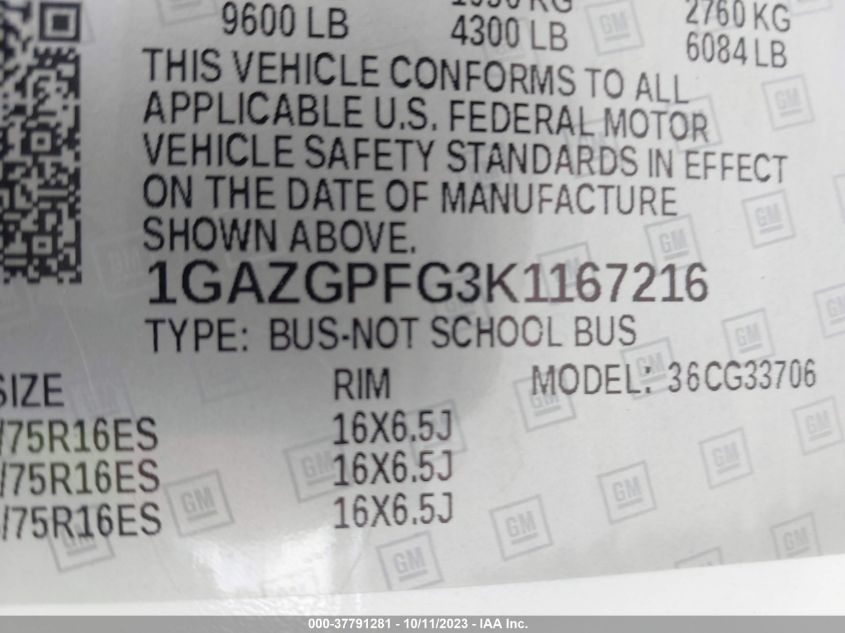 9600 LB 4300 LB 2760 KG
6084 LB
THIS VEHICLE CONFORMS TO ALL
APPLICABLE U.S. FEDERAL MOTOR
VEHICLE SAFETY STANDARDS IN EFFECT
ON THE DATE OF MANUFACTURE
SHOWN ABOVE.
1GAZGPFG3K1167216
TYPE: BUS-NOT SCHOOL BUS
SIZE RIM MODEL: 36CG33706
/75R16ES 16X6.5J
/75R16ES 16X6.5J
/75R16ES 16X6.5J
GM
000-37791281 - 10/11/2023 - IAA Inc.